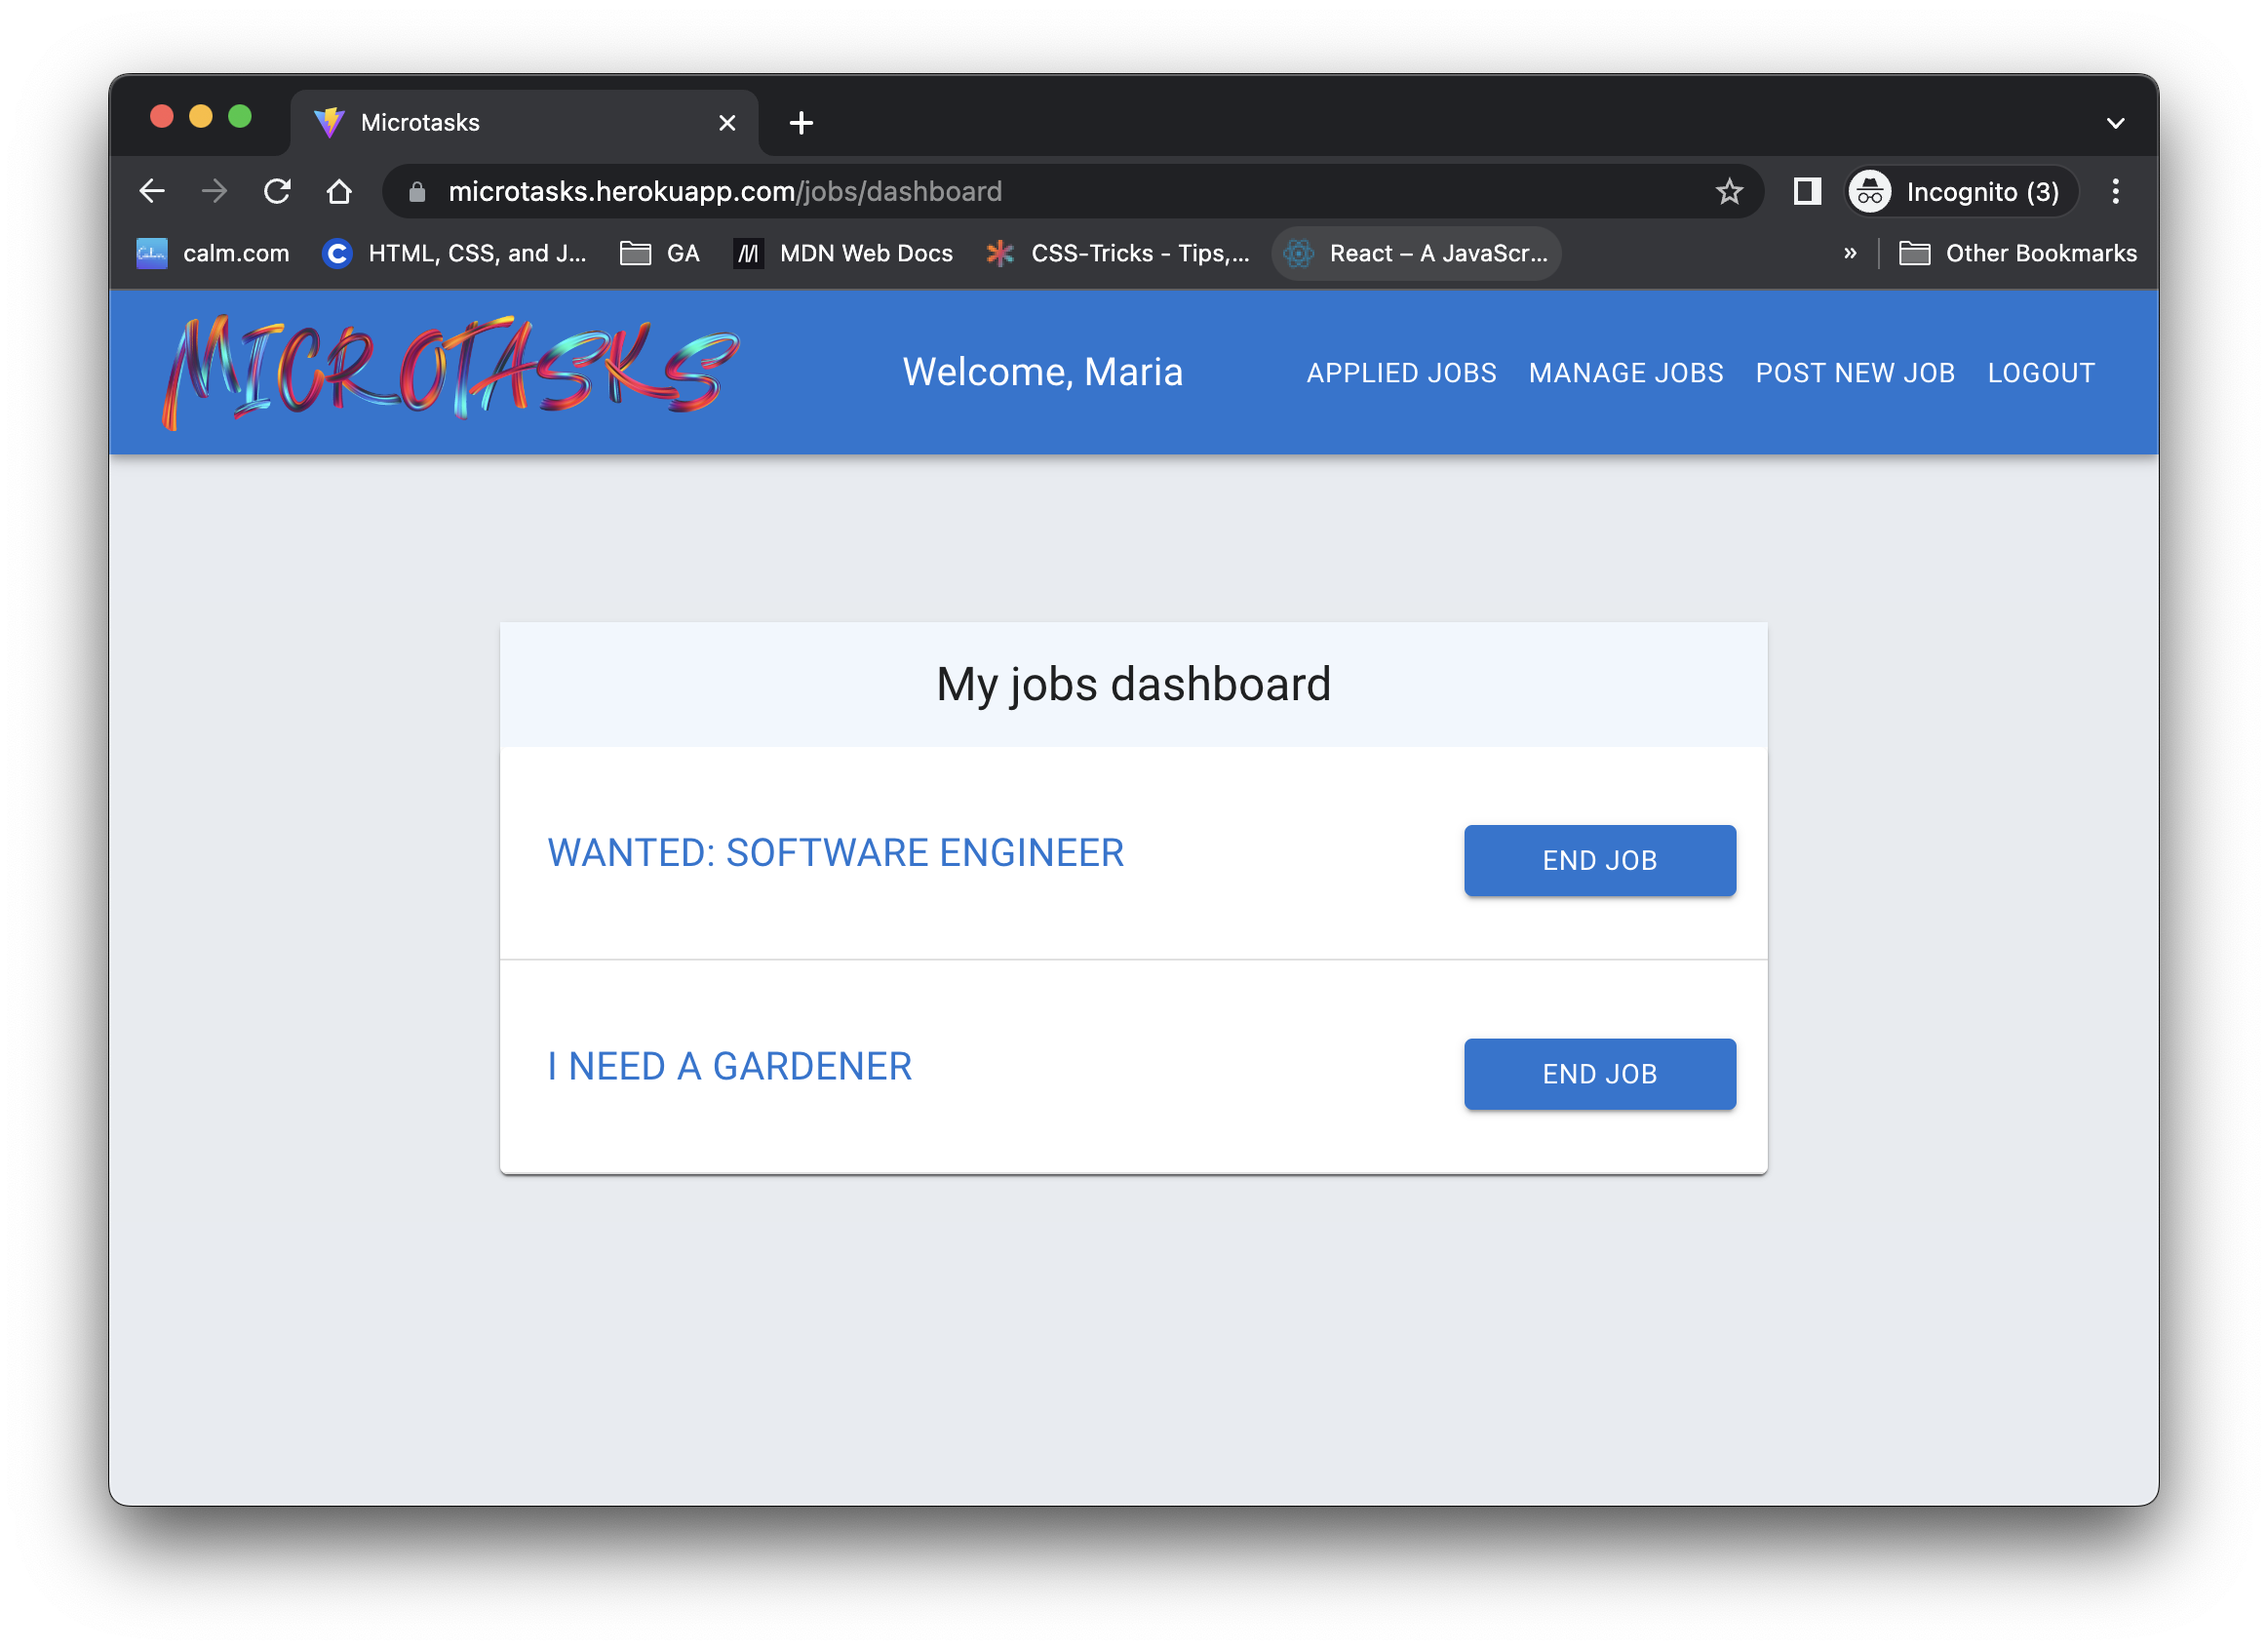 Microtasks
microtasks.herokuapp.com/jobs/dashboard
Incognito (3)
calm.com
HTML, CSS, and J...
GA
MDN Web Docs
CSS-Tricks - Tips,...
React – A JavaScr...
»
Other Bookmarks
MICROTASKS
Welcome, Maria
APPLIED JOBS
MANAGE JOBS
POST NEW JOB
LOGOUT
My jobs dashboard
WANTED: SOFTWARE ENGINEER
END JOB
I NEED A GARDENER
END JOB